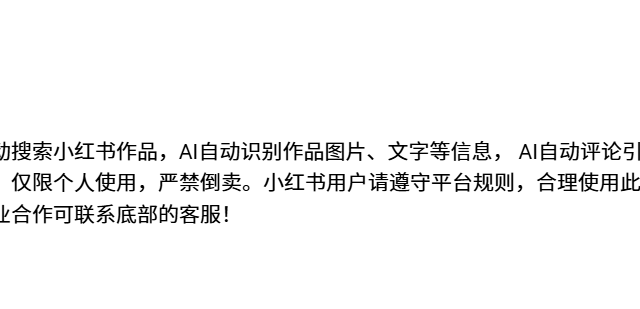 动搜索小红书作品，AI自动识别作品图片、文字等信息， AI自动评论引
仅限个人使用，严禁倒卖。小红书用户请遵守平台规则，合理使用此
业合作可联系底部的客服！